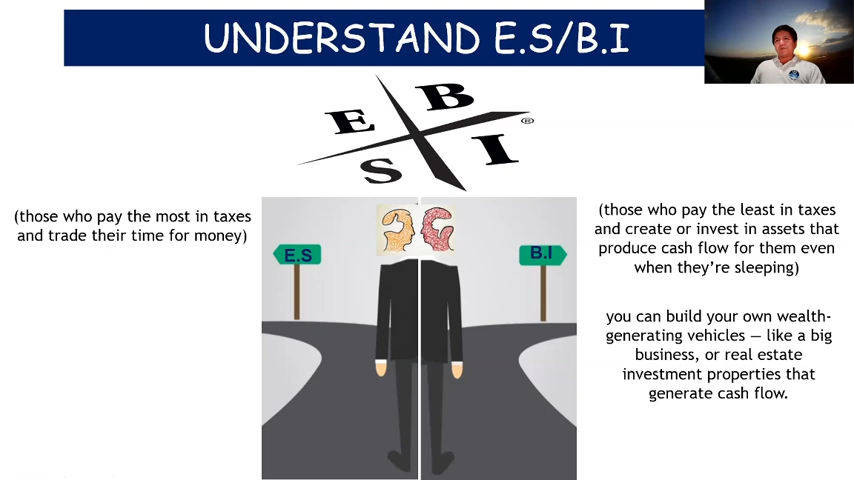 UNDERSTAND E.S/B.I
E B
S I ®
(those who pay the most in taxes
and trade their time for money)
E.S
B.I
(those who pay the least in taxes
and create or invest in assets that
produce cash flow for them even
when they’re sleeping)
you can build your own wealth-
generating vehicles — like a big
business, or real estate
investment properties that
generate cash flow.